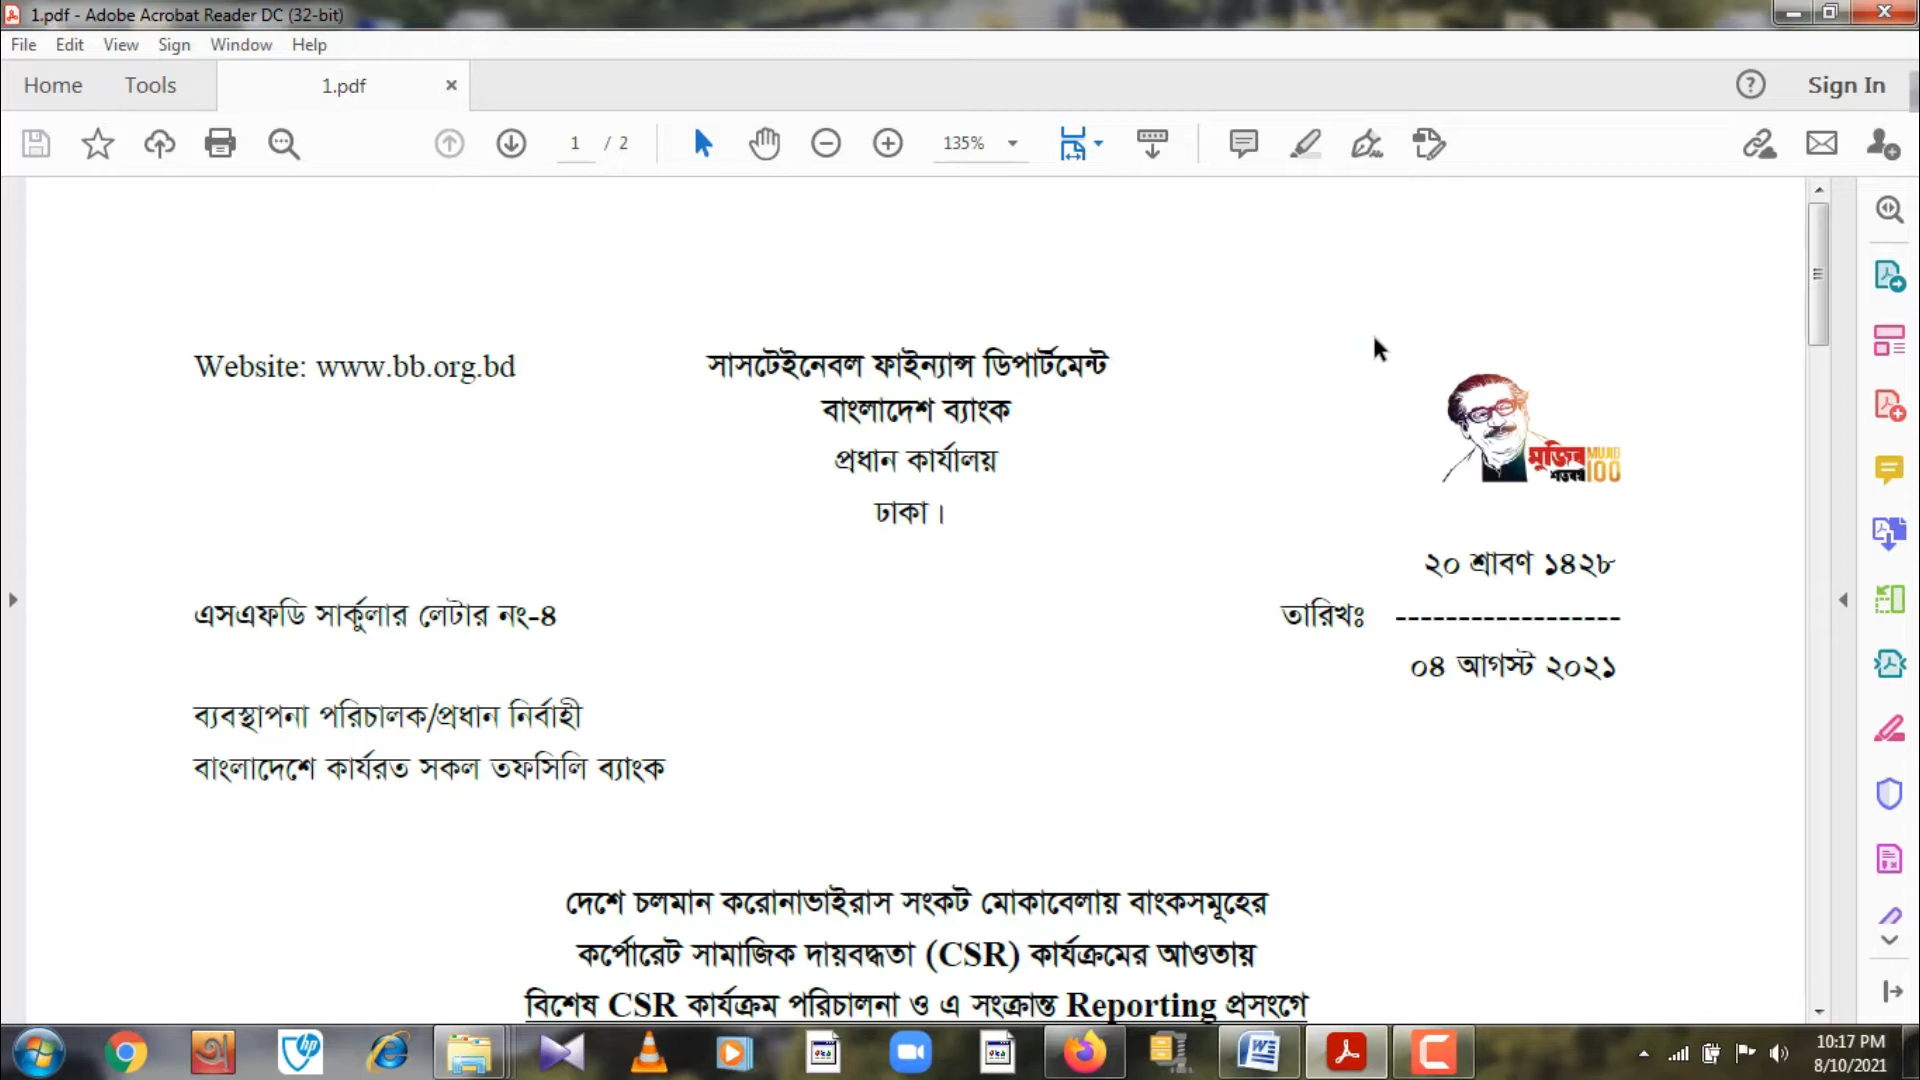 1.pdf - Adobe Acrobat Reader DC (32-bit)
File Edit View Sign Window Help
Home Tools 1.pdf Sign In
1 / 2 135%
Website: www.bb.org.bd
সাসটেইনেবল ফাইন্যান্স ডিপার্টমেন্ট
বাংলাদেশ ব্যাংক
প্রধান কার্যালয়
ঢাকা।
মুজিব MUJIB
শতবর্ষ 100
২০ শ্রাবণ ১৪২৮
এসএফডি সার্কুলার লেটার নং-৪
তারিখঃ ------------------
০৪ আগস্ট ২০২১
ব্যবস্থাপনা পরিচালক/প্রধান নির্বাহী
বাংলাদেশে কার্যরত সকল তফসিলি ব্যাংক
দেশে চলমান করোনাভাইরাস সংকট মোকাবেলায় বাংকসমূহের
কর্পোরেট সামাজিক দায়বদ্ধতা (CSR) কার্যক্রমের আওতায়
বিশেষ CSR কার্যক্রম পরিচালনা ও এ সংক্রান্ত Reporting প্রসংগে
10:17 PM
8/10/2021